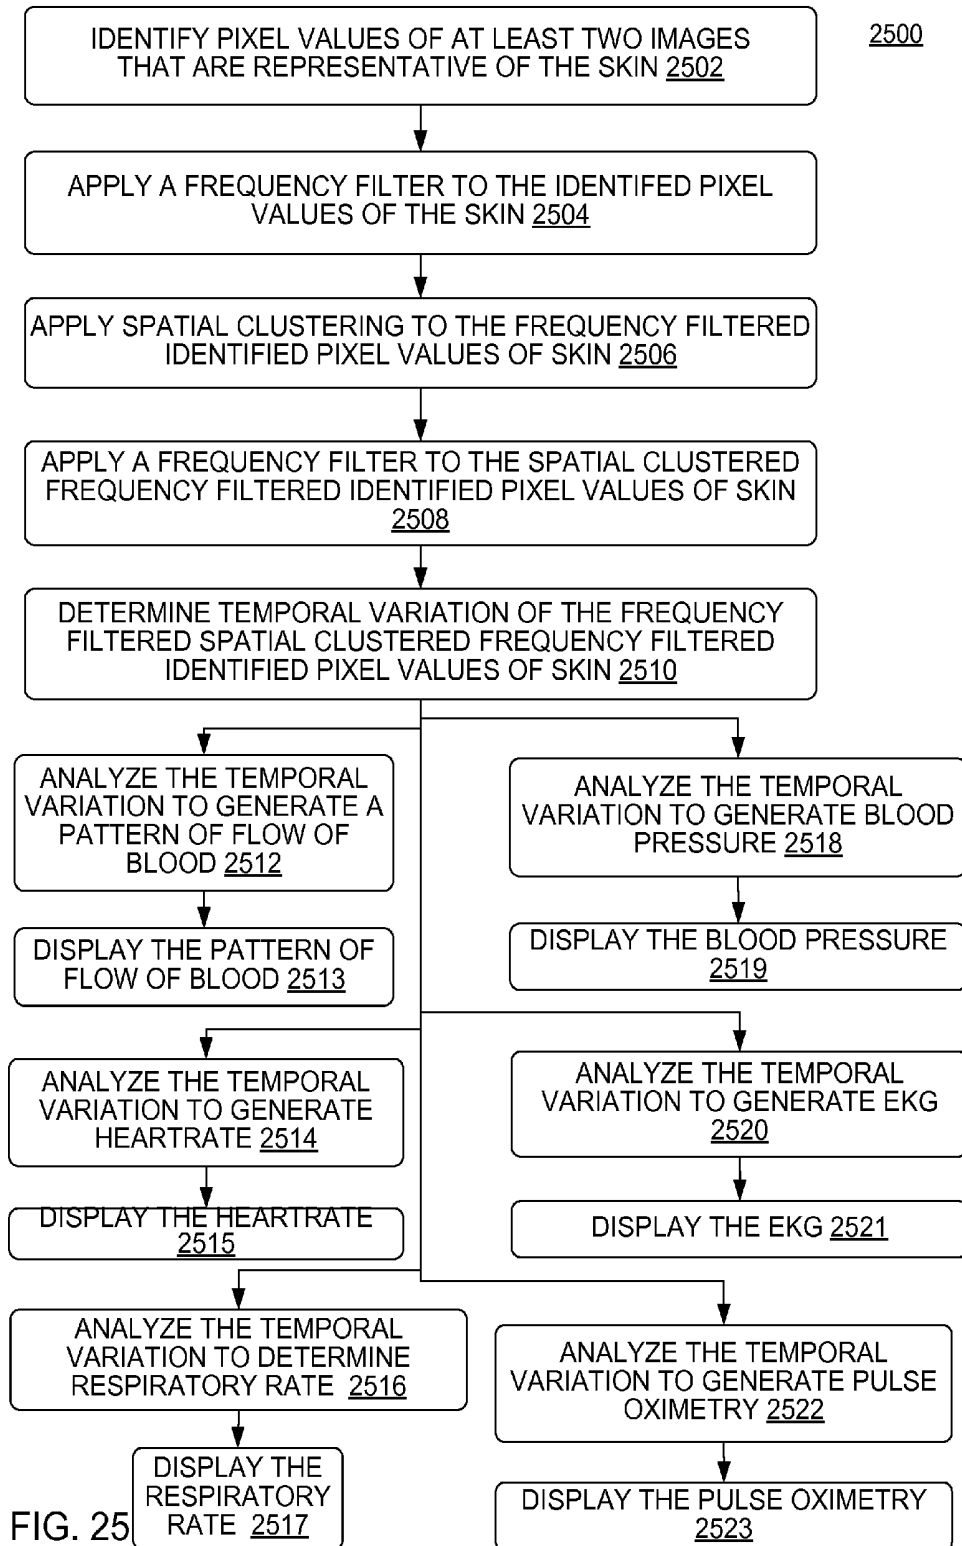 2500
IDENTIFY PIXEL VALUES OF AT LEAST TWO IMAGES
THAT ARE REPRESENTATIVE OF THE SKIN 2502
APPLY A FREQUENCY FILTER TO THE IDENTIFED PIXEL
VALUES OF THE SKIN 2504
APPLY SPATIAL CLUSTERING TO THE FREQUENCY FILTERED
IDENTIFIED PIXEL VALUES OF SKIN 2506
APPLY A FREQUENCY FILTER TO THE SPATIAL CLUSTERED
FREQUENCY FILTERED IDENTIFIED PIXEL VALUES OF SKIN
2508
DETERMINE TEMPORAL VARIATION OF THE FREQUENCY
FILTERED SPATIAL CLUSTERED FREQUENCY FILTERED
IDENTIFIED PIXEL VALUES OF SKIN 2510
ANALYZE THE TEMPORAL
VARIATION TO GENERATE A
PATTERN OF FLOW OF
BLOOD 2512
DISPLAY THE PATTERN OF
FLOW OF BLOOD 2513
ANALYZE THE TEMPORAL
VARIATION TO GENERATE BLOOD
PRESSURE 2518
DISPLAY THE BLOOD PRESSURE
2519
ANALYZE THE TEMPORAL
VARIATION TO GENERATE
HEARTRATE 2514
DISPLAY THE HEARTRATE
2515
ANALYZE THE TEMPORAL
VARIATION TO GENERATE EKG
2520
DISPLAY THE EKG 2521
ANALYZE THE TEMPORAL
VARIATION TO DETERMINE
RESPIRATORY RATE 2516
DISPLAY THE
RESPIRATORY
RATE 2517
ANALYZE THE TEMPORAL
VARIATION TO GENERATE PULSE
OXIMETRY 2522
DISPLAY THE PULSE OXIMETRY
2523
FIG. 25